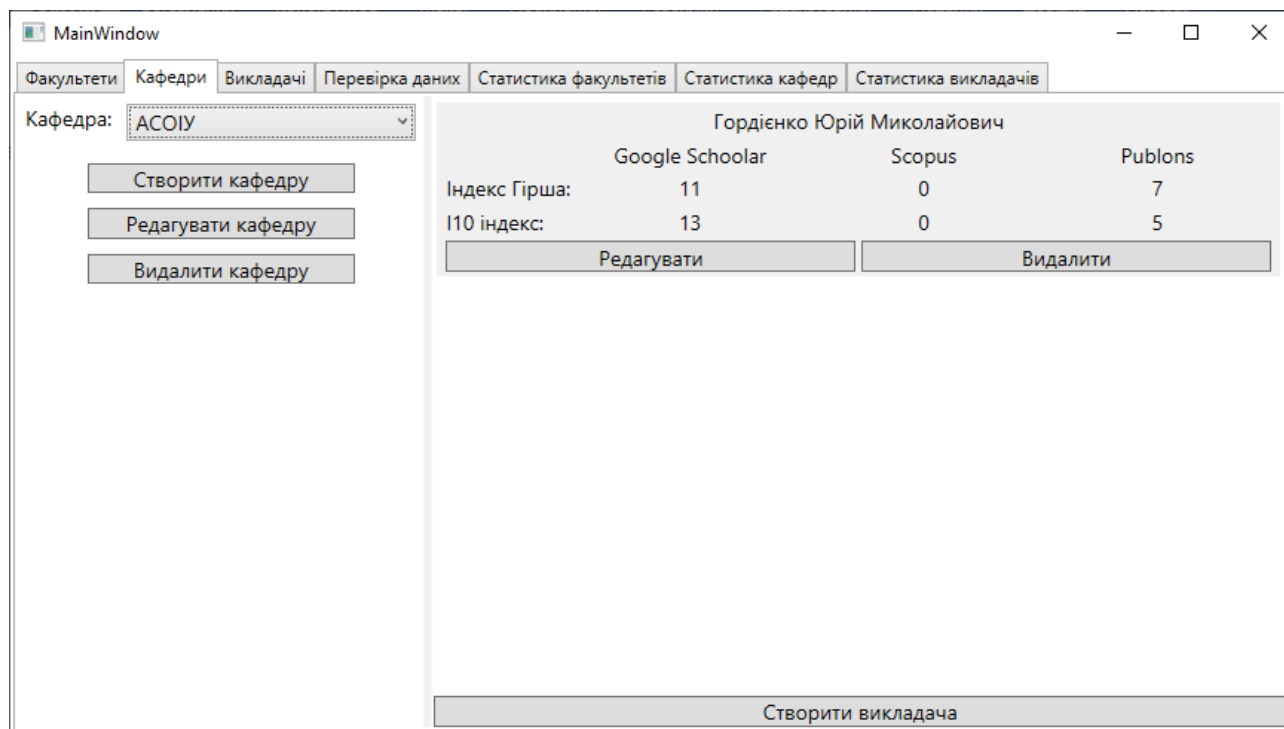 MainWindow
Факультети Кафедри Викладачі Перевірка даних Статистика факультетів Статистика кафедр Статистика викладачів
Кафедра: АСОІУ
Створити кафедру
Редагувати кафедру
Видалити кафедру
Гордієнко Юрій Миколайович
Google Schoolar Scopus Publons
Індекс Гірша: 11 0 7
І10 індекс: 13 0 5
Редагувати Видалити
Створити викладача